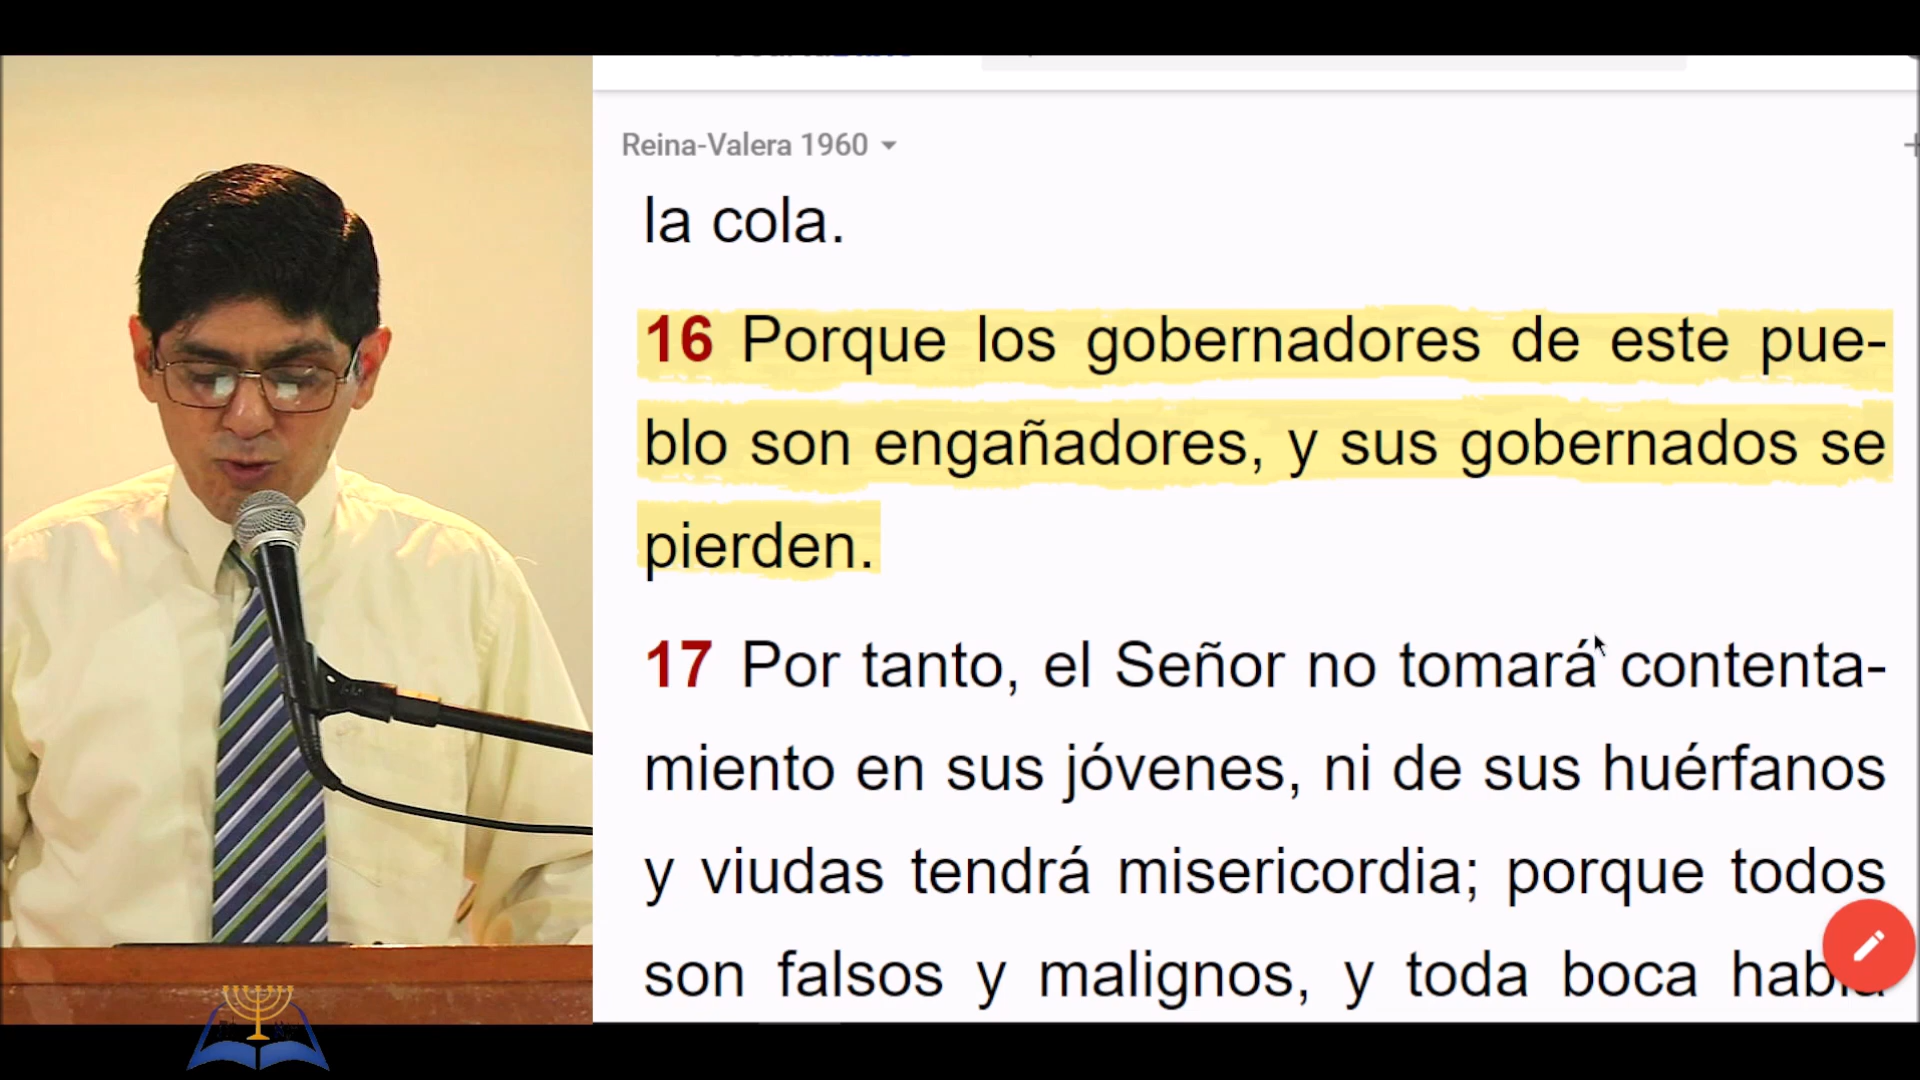 Reina-Valera 1960
la cola.
16 Porque los gobernadores de este pue-
blo son engañadores, y sus gobernados se
pierden.
17 Por tanto, el Señor no tomará contenta-
miento en sus jóvenes, ni de sus huérfanos
y viudas tendrá misericordia; porque todos
son falsos y malignos, y toda boca habla